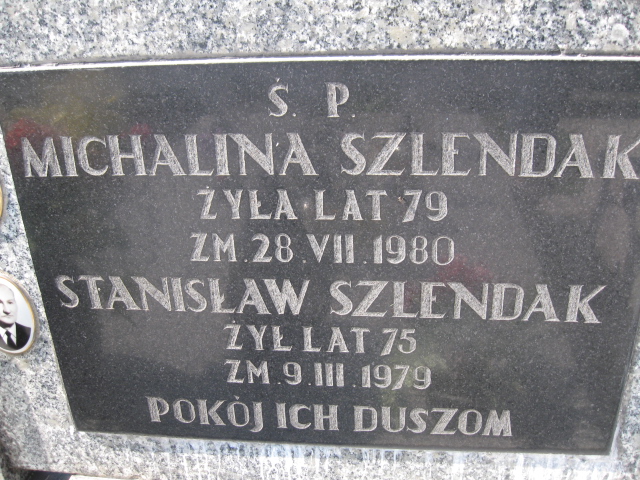 Ś. P.
MICHALINA SZLENDAK
ŻYŁA LAT 79
ZM. 28. VII. 1980
STANISŁAW SZLENDAK
ŻYŁ LAT 75
ZM. 9. III. 1979
POKÓJ ICH DUSZOM